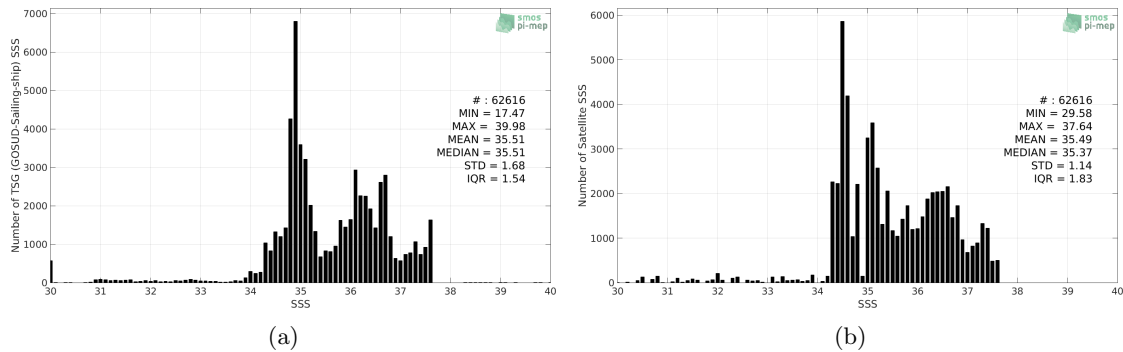 7000
6000
5000
4000
3000
2000
1000
0
Number of TSG (GOSUD-Sailing-ship) SSS
smos
pi-mep
# : 62616
MIN = 17.47
MAX = 39.98
MEAN = 35.51
MEDIAN = 35.51
STD = 1.68
IQR = 1.54
30 31 32 33 34 35 36 37 38 39 40
SSS
(a)
6000
5000
4000
3000
2000
1000
0
Number of Satellite SSS
smos
pi-mep
# : 62616
MIN = 29.58
MAX = 37.64
MEAN = 35.49
MEDIAN = 35.37
STD = 1.14
IQR = 1.83
30 31 32 33 34 35 36 37 38 39 40
SSS
(b)